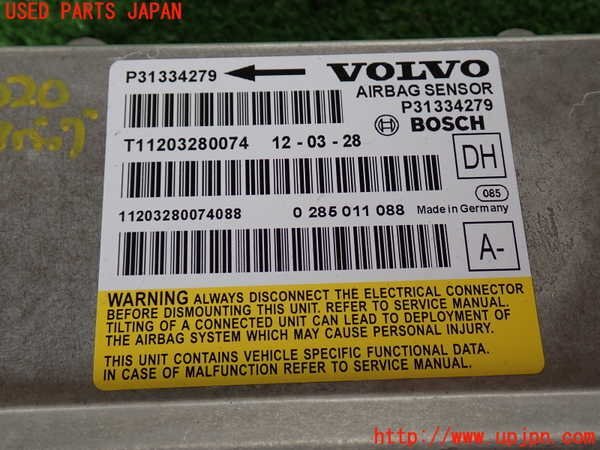 USED PARTS JAPAN
P31334279
VOLVO
AIRBAG SENSOR
P31334279
BOSCH
T11203280074 12-03-28
DH
085
11203280074088 0 285 011 088 Made in Germany
A-
WARNING ALWAYS DISCONNECT THE ELECTRICAL CONNECTOR
BEFORE DISMOUNTING THIS UNIT. REFER TO SERVICE MANUAL.
TILTING OF A CONNECTED UNIT CAN LEAD TO DEPLOYMENT OF
THE AIRBAG SYSTEM WHICH MAY CAUSE PERSONAL INJURY.
THIS UNIT CONTAINS VEHICLE SPECIFIC FUNCTIONAL DATA.
IN CASE OF MALFUNCTION REFER TO SERVICE MANUAL.
http://www.upjpn.com/